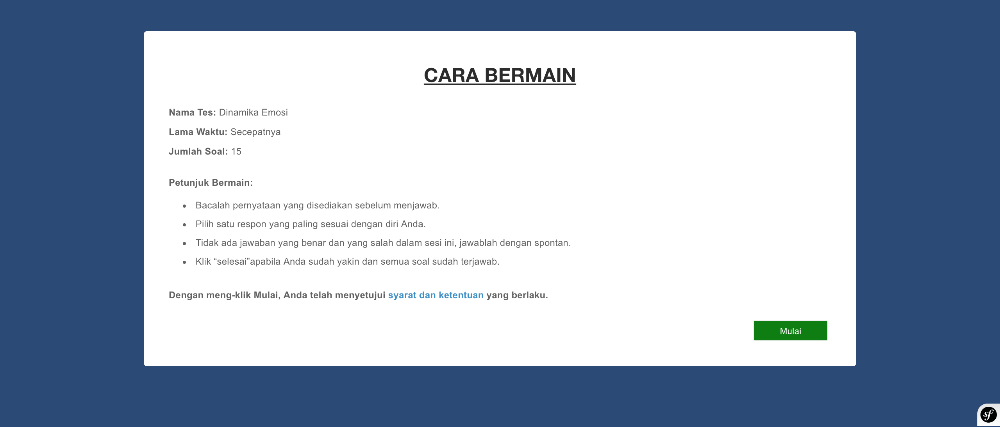 CARA BERMAIN
Nama Tes: Dinamika Emosi
Lama Waktu: Secepatnya
Jumlah Soal: 15
Petunjuk Bermain:
• Bacalah pernyataan yang disediakan sebelum menjawab.
• Pilih satu respon yang paling sesuai dengan diri Anda.
• Tidak ada jawaban yang benar dan yang salah dalam sesi ini, jawablah dengan spontan.
• Klik “selesai”apabila Anda sudah yakin dan semua soal sudah terjawab.
Dengan meng-klik Mulai, Anda telah menyetujui syarat dan ketentuan yang berlaku.
Mulai
sf